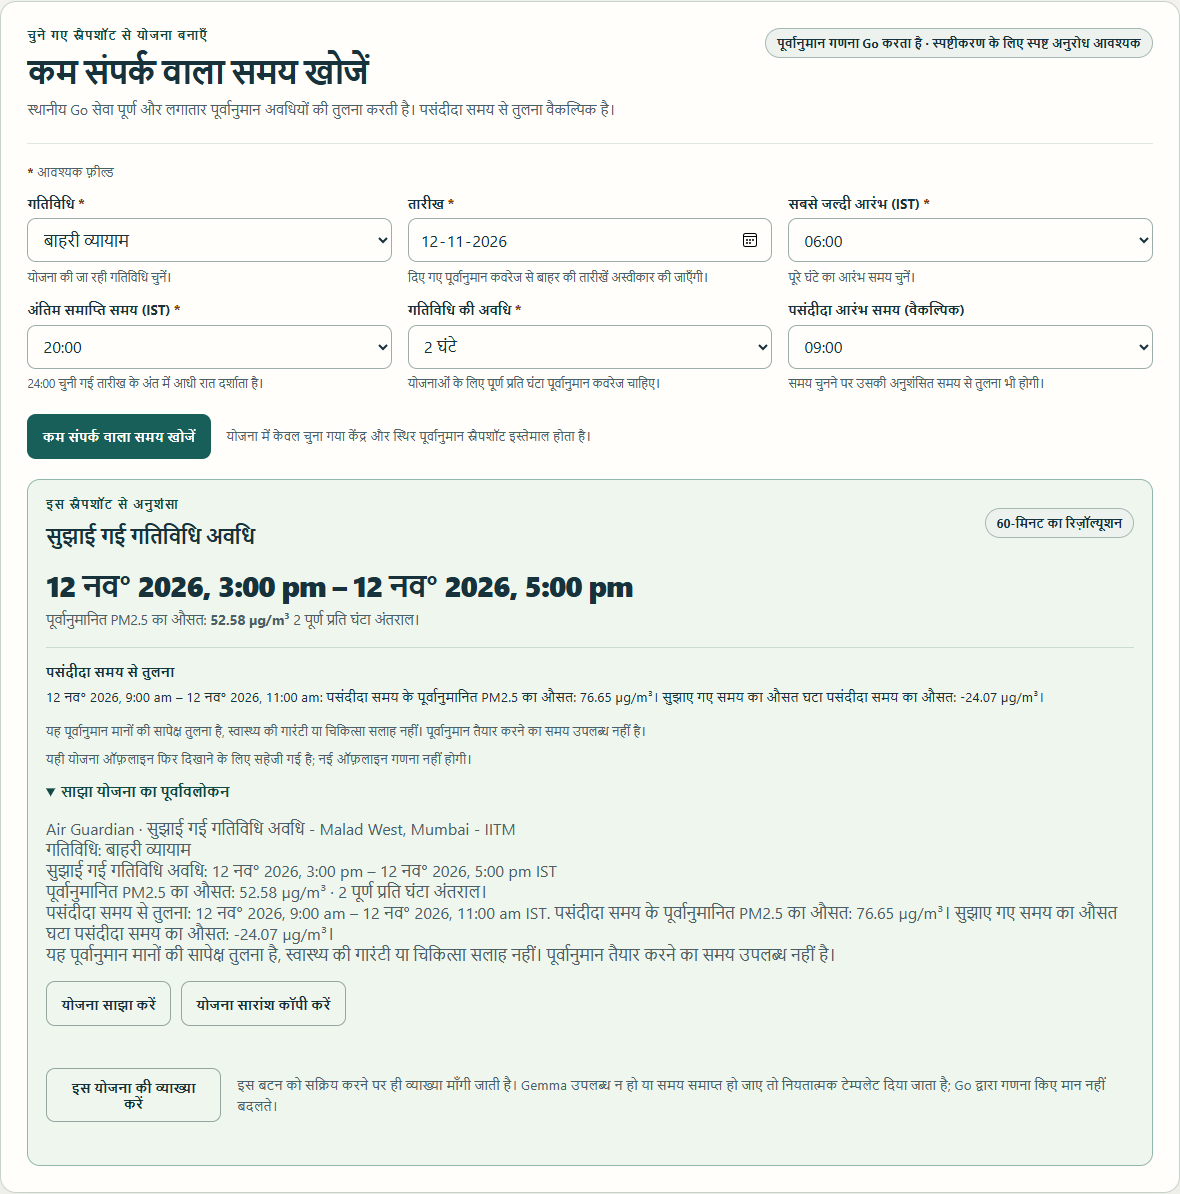 चुने गए स्नैपशॉट से योजना बनाएँ
पूर्वानुमान गणना Go करता है · स्पष्टीकरण के लिए स्पष्ट अनुरोध आवश्यक
कम संपर्क वाला समय खोजें
स्थानीय Go सेवा पूर्ण और लगातार पूर्वानुमान अवधियों की तुलना करती है। पसंदीदा समय से तुलना वैकल्पिक है।
* आवश्यक फ़ील्ड
गतिविधि *
तारीख *
सबसे जल्दी आरंभ (IST) *
बाहरी व्यायाम
12-11-2026
06:00
योजना की जा रही गतिविधि चुनें।
दिए गए पूर्वानुमान कवरेज से बाहर की तारीखें अस्वीकार की जाएँगी।
पूरे घंटे का आरंभ समय चुनें।
अंतिम समाप्ति समय (IST) *
गतिविधि की अवधि *
पसंदीदा आरंभ समय (वैकल्पिक)
20:00
2 घंटे
09:00
24:00 चुनी गई तारीख के अंत में आधी रात दर्शाता है।
योजनाओं के लिए पूर्ण प्रति घंटा पूर्वानुमान कवरेज चाहिए।
समय चुनने पर उसकी अनुशंसित समय से तुलना भी होगी।
कम संपर्क वाला समय खोजें
योजना में केवल चुना गया केंद्र और स्थिर पूर्वानुमान स्नैपशॉट इस्तेमाल होता है।
इस स्नैपशॉट से अनुशंसा
सुझाई गई गतिविधि अवधि
60-मिनट का रिज़ॉल्यूशन
12 नव॰ 2026, 3:00 pm – 12 नव॰ 2026, 5:00 pm
पूर्वानुमानित PM2.5 का औसत: 52.58 µg/m³ 2 पूर्ण प्रति घंटा अंतराल।
पसंदीदा समय से तुलना
12 नव॰ 2026, 9:00 am – 12 नव॰ 2026, 11:00 am: पसंदीदा समय के पूर्वानुमानित PM2.5 का औसत: 76.65 µg/m³। सुझाए गए समय का औसत घटा पसंदीदा समय का औसत: -24.07 µg/m³।
यह पूर्वानुमान मानों की सापेक्ष तुलना है, स्वास्थ्य की गारंटी या चिकित्सा सलाह नहीं। पूर्वानुमान तैयार करने का समय उपलब्ध नहीं है।
यही योजना ऑफ़लाइन फिर दिखाने के लिए सहेजी गई है; नई ऑफ़लाइन गणना नहीं होगी।
▼ साझा योजना का पूर्वावलोकन
Air Guardian · सुझाई गई गतिविधि अवधि - Malad West, Mumbai - IITM
गतिविधि: बाहरी व्यायाम
सुझाई गई गतिविधि अवधि: 12 नव॰ 2026, 3:00 pm – 12 नव॰ 2026, 5:00 pm IST
पूर्वानुमानित PM2.5 का औसत: 52.58 µg/m³ · 2 पूर्ण प्रति घंटा अंतराल।
पसंदीदा समय से तुलना: 12 नव॰ 2026, 9:00 am – 12 नव॰ 2026, 11:00 am IST. पसंदीदा समय के पूर्वानुमानित PM2.5 का औसत: 76.65 µg/m³। सुझाए गए समय का औसत
घटा पसंदीदा समय का औसत: -24.07 µg/m³।
यह पूर्वानुमान मानों की सापेक्ष तुलना है, स्वास्थ्य की गारंटी या चिकित्सा सलाह नहीं। पूर्वानुमान तैयार करने का समय उपलब्ध नहीं है।
योजना साझा करें
योजना सारांश कॉपी करें
इस योजना की व्याख्या
करें
इस बटन को सक्रिय करने पर ही व्याख्या माँगी जाती है। Gemma उपलब्ध न हो या समय समाप्त हो जाए तो नियतात्मक टेम्पलेट दिया जाता है; Go द्वारा गणना किए मान नहीं
बदलते।